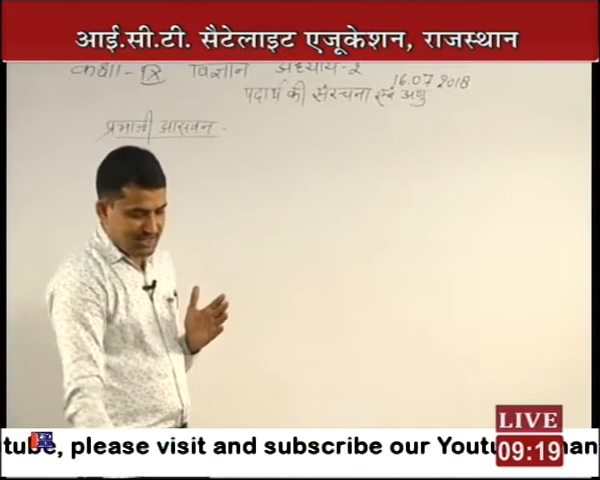 आई.सी.टी. सैटेलाइट एजूकेशन, राजस्थान
कक्षा- IX विज्ञान अध्याय-2
16.07.2018
पदार्थ की संरचना एवं अणु
प्रभाजी आसवन -
LIVE
tube, please visit and subscribe our Youtu
09:19